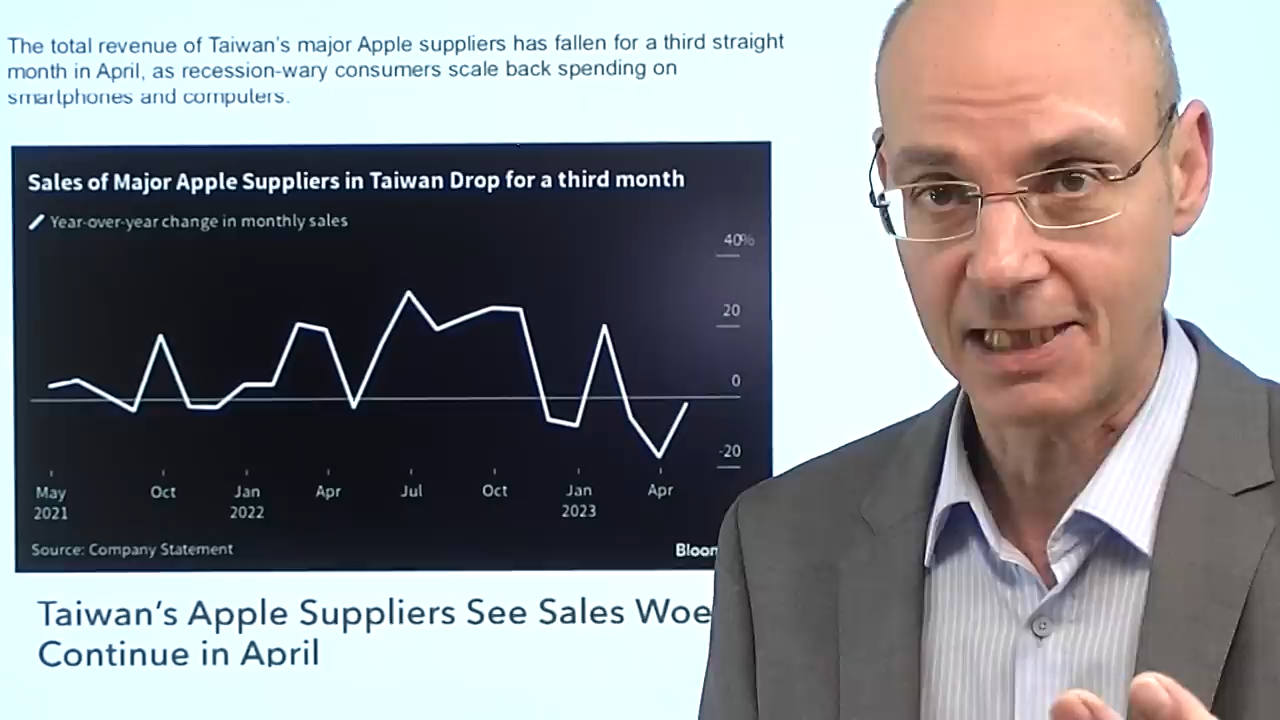 The total revenue of Taiwan's major Apple suppliers has fallen for a third straight
month in April, as recession-wary consumers scale back spending on
smartphones and computers.
Sales of Major Apple Suppliers in Taiwan Drop for a third month
Year-over-year change in monthly sales
40%
20
0
-20
May Oct Jan Apr Jul Oct Jan Apr
2021 2022 2023
Source: Company Statement
Bloom
Taiwan's Apple Suppliers See Sales Woe
Continue in April